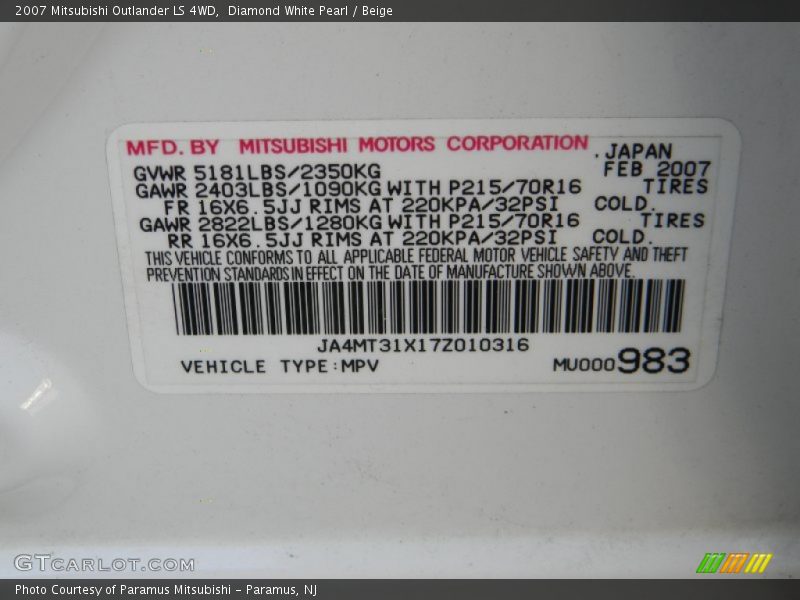 2007 Mitsubishi Outlander LS 4WD,  Diamond White Pearl / Beige
MFD. BY MITSUBISHI MOTORS CORPORATION . JAPAN
GVWR 5181LBS/2350KG FEB 2007
GAWR 2403LBS/1090KG WITH P215/70R16 TIRES
FR 16X6.5JJ RIMS AT 220KPA/32PSI COLD.
GAWR 2822LBS/1280KG WITH P215/70R16 TIRES
RR 16X6.5JJ RIMS AT 220KPA/32PSI COLD.
THIS VEHICLE CONFORMS TO ALL APPLICABLE FEDERAL MOTOR VEHICLE SAFETY AND THEFT
PREVENTION STANDARDS IN EFFECT ON THE DATE OF MANUFACTURE SHOWN ABOVE.
JA4MT31X17Z010316
VEHICLE TYPE:MPV MU000983
GTCARLOT.COM
Photo Courtesy of Paramus Mitsubishi – Paramus, NJ